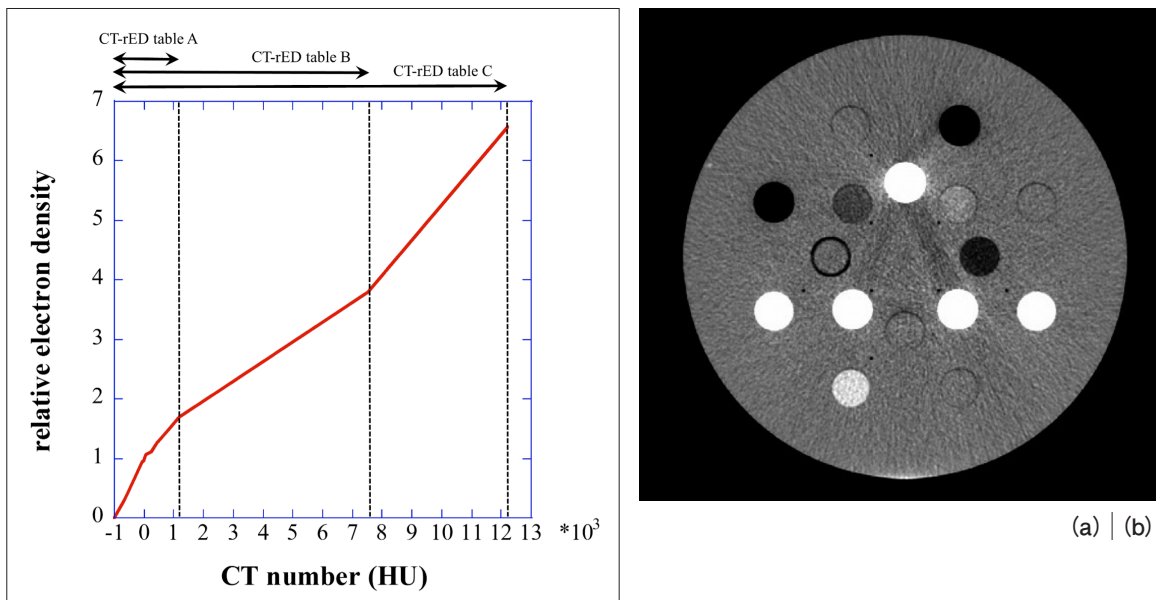 CT-rED table A
CT-rED table B
CT-rED table C
7
6
5
4
3
2
1
0
relative electron density
-1 0 1 2 3 4 5 6 7 8 9 10 11 12 13 *10³
CT number (HU)
(a) | (b)